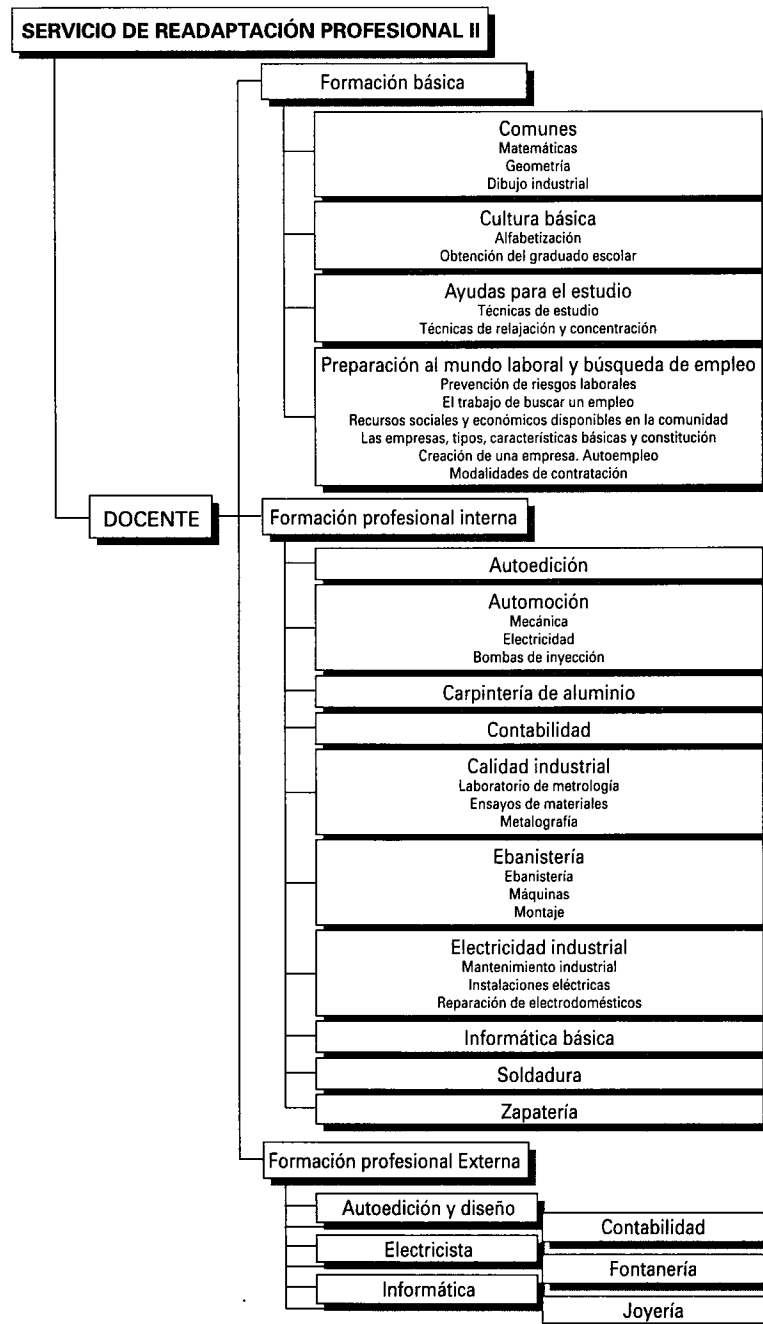 SERVICIO DE READAPTACIÓN PROFESIONAL II
Formación básica
Comunes
Matemáticas
Geometría
Dibujo industrial
Cultura básica
Alfabetización
Obtención del graduado escolar
Ayudas para el estudio
Técnicas de estudio
Técnicas de relajación y concentración
Preparación al mundo laboral y búsqueda de empleo
Prevención de riesgos laborales
El trabajo de buscar un empleo
Recursos sociales y económicos disponibles en la comunidad
Las empresas, tipos, características básicas y constitución
Creación de una empresa. Autoempleo
Modalidades de contratación
DOCENTE
Formación profesional interna
Autoedición
Automoción
Mecánica
Electricidad
Bombas de inyección
Carpintería de aluminio
Contabilidad
Calidad industrial
Laboratorio de metrología
Ensayos de materiales
Metalografía
Ebanistería
Ebanistería
Máquinas
Montaje
Electricidad industrial
Mantenimiento industrial
Instalaciones eléctricas
Reparación de electrodomésticos
Informática básica
Soldadura
Zapatería
Formación profesional Externa
Autoedición y diseño
Contabilidad
Electricista
Fontanería
Informática
Joyería